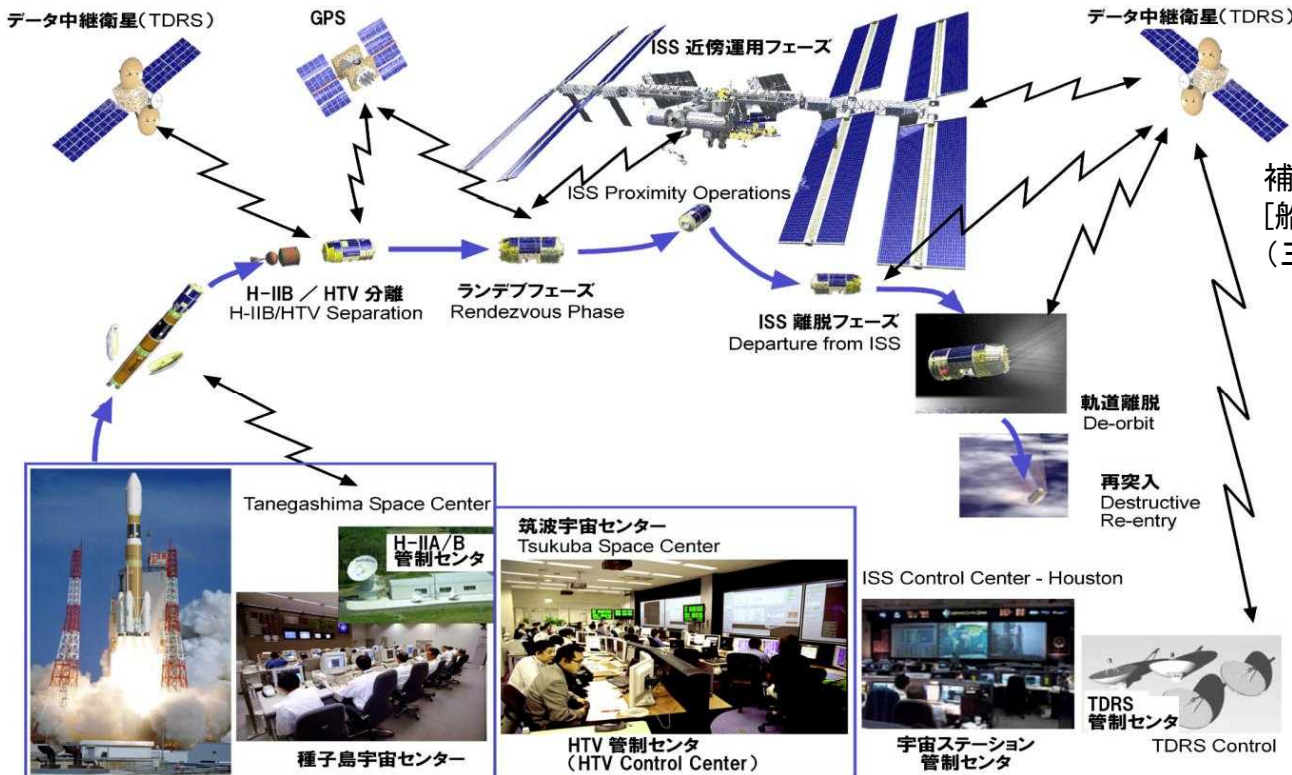 データ中継衛星(TDRS)
GPS
ISS 近傍運用フェーズ
データ中継衛星(TDRS)
ISS Proximity Operations
補
[船
(三
H-IIB / HTV 分離
H-IIB/HTV Separation
ランデブフェーズ
Rendezvous Phase
ISS 離脱フェーズ
Departure from ISS
軌道離脱
De-orbit
再突入
Destructive
Re-entry
Tanegashima Space Center
H-IIA/B
管制センタ
種子島宇宙センター
筑波宇宙センター
Tsukuba Space Center
HTV 管制センタ
(HTV Control Center)
ISS Control Center - Houston
宇宙ステーション
管制センタ
TDRS
管制センタ
TDRS Control